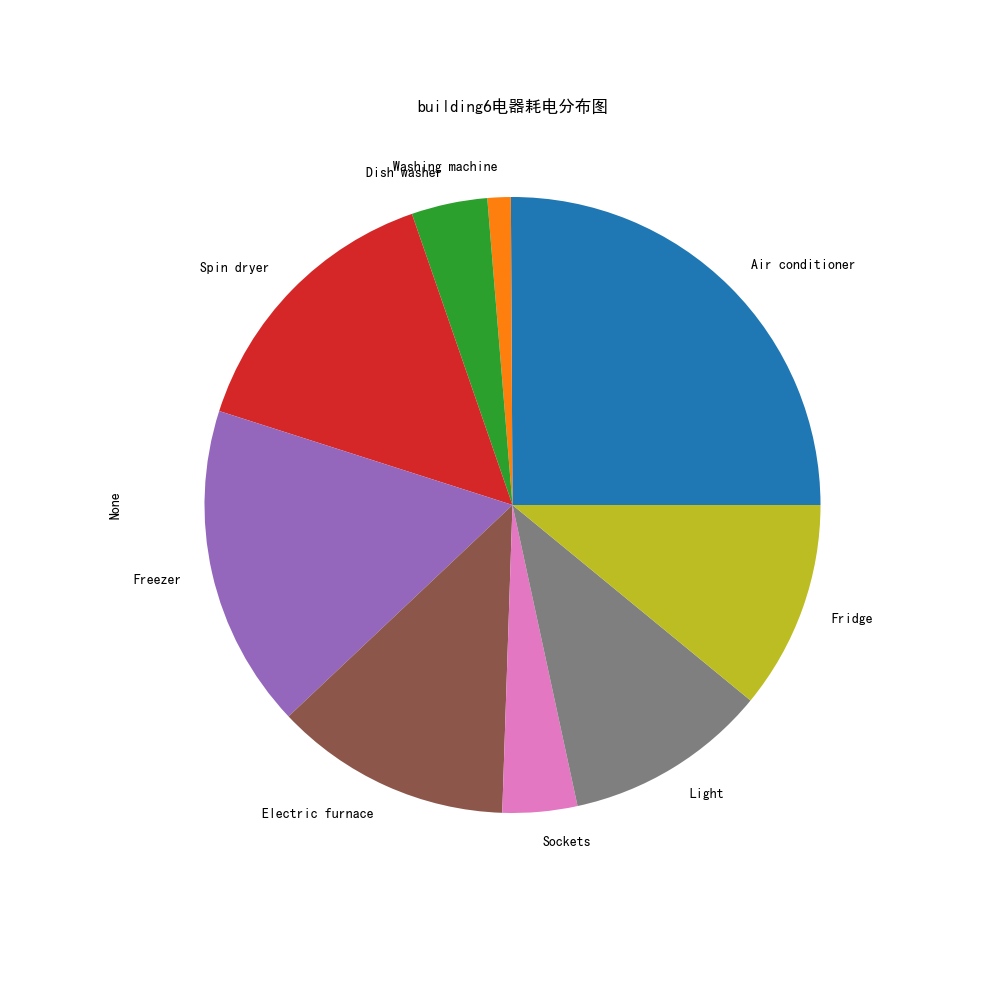 building6电器耗电分布图
Washing machine
Dish washer
Air conditioner
Spin dryer
None
Freezer
Fridge
Light
Electric furnace
Sockets